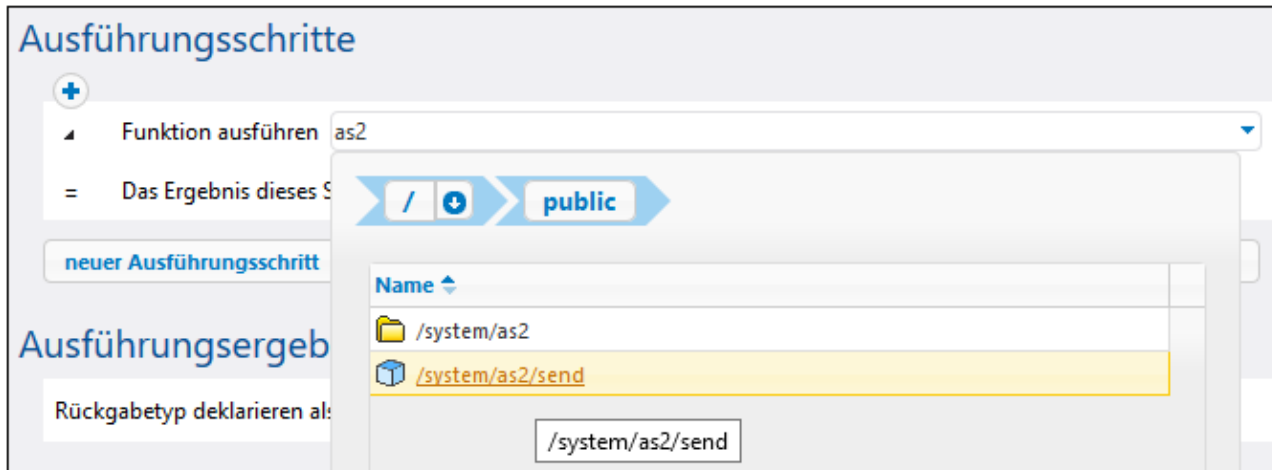 Ausführungsschritte
Funktion ausführen as2
= Das Ergebnis dieses S
/ public
neuer Ausführungsschritt
Name
/system/as2
Ausführungsergeb
/system/as2/send
Rückgabetyp deklarieren als
/system/as2/send